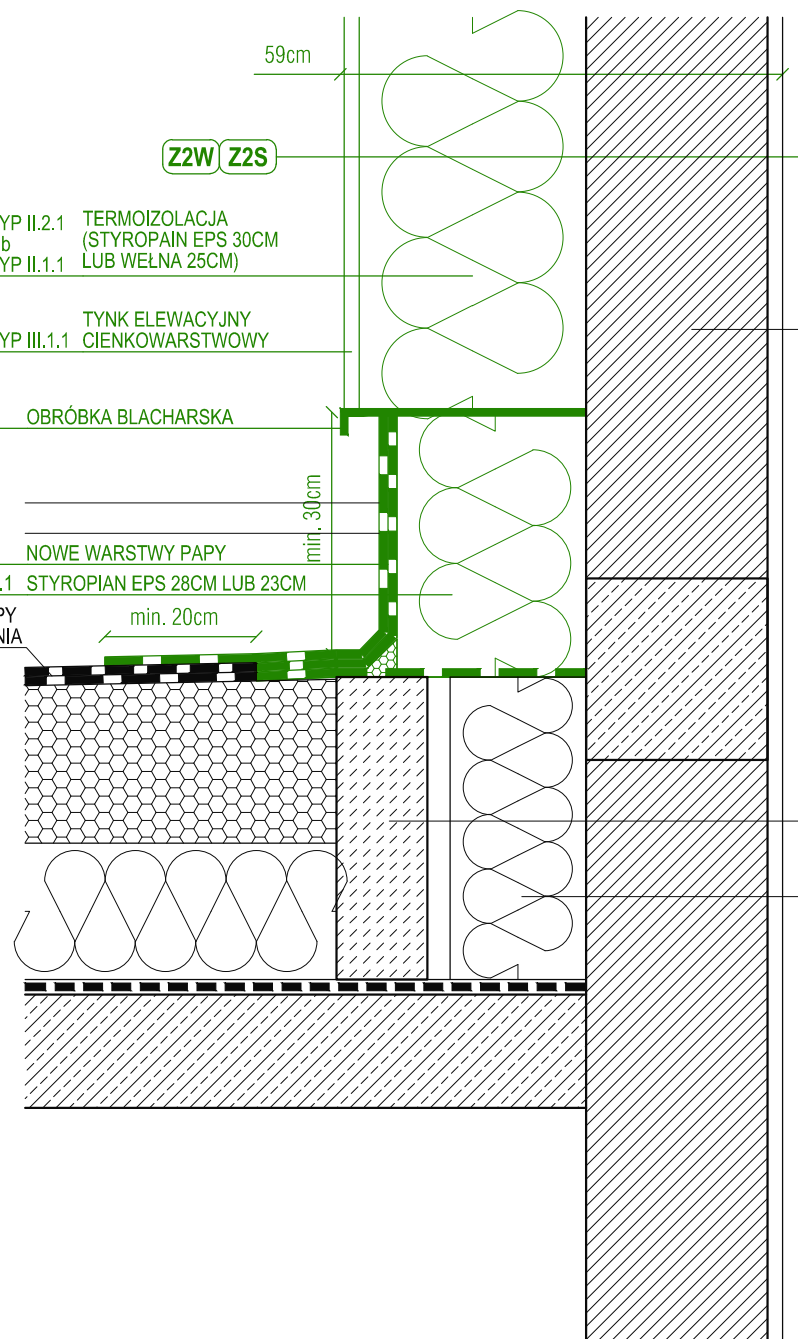 59cm
Z2W Z2S
YP II.2.1 TERMOIZOLACJA
b (STYROPAIN EPS 30CM
YP II.1.1 LUB WEŁNA 25CM)
TYNK ELEWACYJNY
YP III.1.1 CIENKOWARSTWOWY
OBRÓBKA BLACHARSKA
min. 30cm
NOWE WARSTWY PAPY
.1 STYROPIAN EPS 28CM LUB 23CM
PY
min. 20cm
NIA